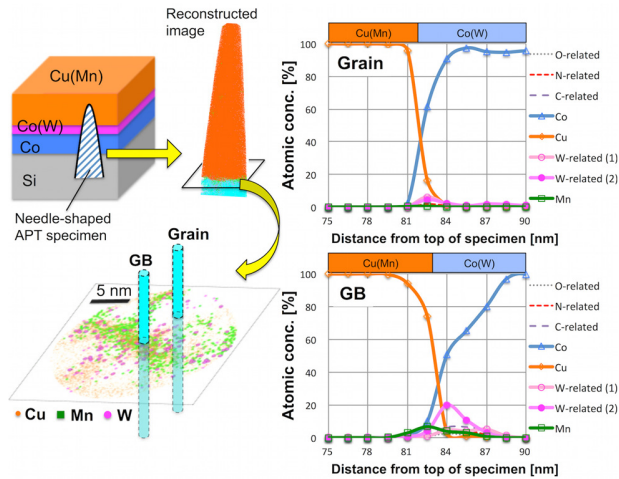 Reconstructed
image
Cu(Mn)
Co(W)
Co
Si
Needle-shaped
APT specimen
Grain
GB
5 nm
Cu Mn W
Cu(Mn) Co(W)
Grain
Atomic conc. [%]
100
80
60
40
20
0
75 78 81 84 87 90
Distance from top of specimen [nm]
O-related
N-related
C-related
Co
Cu
W-related (1)
W-related (2)
Mn
Cu(Mn) Co(W)
GB
Atomic conc. [%]
100
80
60
40
20
0
75 78 81 84 87 90
Distance from top of specimen [nm]
O-related
N-related
C-related
Co
Cu
W-related (1)
W-related (2)
Mn